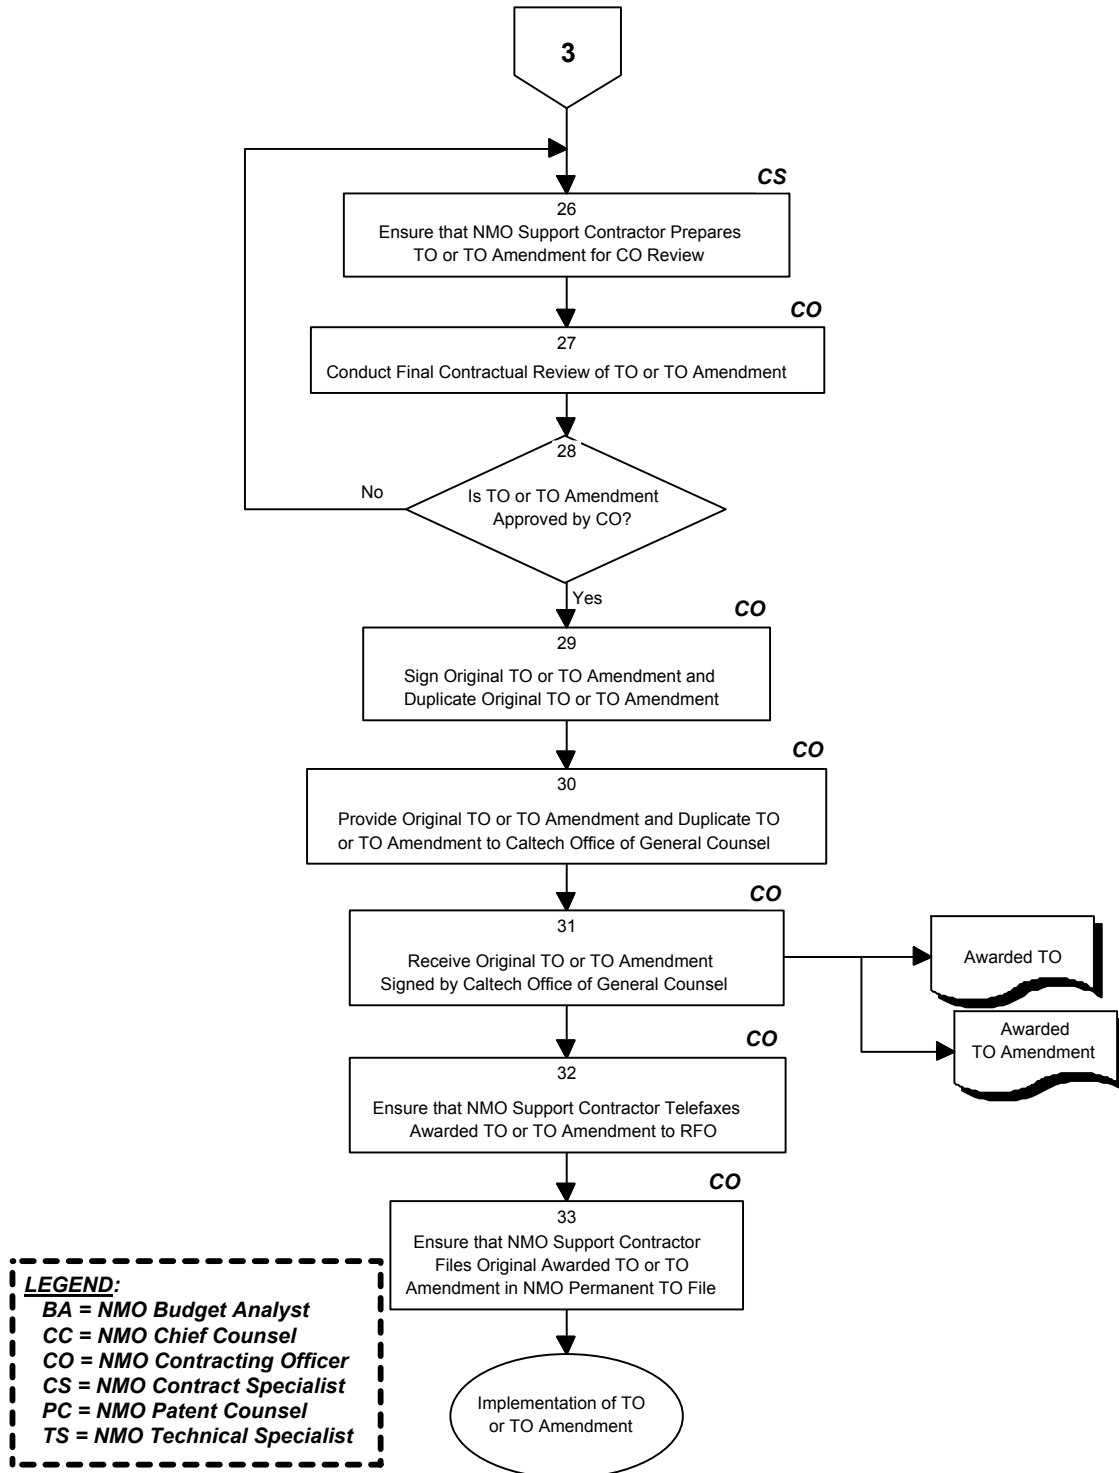 3
CS
26
Ensure that NMO Support Contractor Prepares
TO or TO Amendment for CO Review
CO
27
Conduct Final Contractual Review of TO or TO Amendment
28
Is TO or TO Amendment
Approved by CO?
No
Yes
CO
29
Sign Original TO or TO Amendment and
Duplicate Original TO or TO Amendment
CO
30
Provide Original TO or TO Amendment and Duplicate TO
or TO Amendment to Caltech Office of General Counsel
CO
31
Receive Original TO or TO Amendment
Signed by Caltech Office of General Counsel
Awarded TO
Awarded
TO Amendment
CO
32
Ensure that NMO Support Contractor Telefaxes
Awarded TO or TO Amendment to RFO
CO
33
Ensure that NMO Support Contractor
Files Original Awarded TO or TO
Amendment in NMO Permanent TO File
Implementation of TO
or TO Amendment
LEGEND:
BA = NMO Budget Analyst
CC = NMO Chief Counsel
CO = NMO Contracting Officer
CS = NMO Contract Specialist
PC = NMO Patent Counsel
TS = NMO Technical Specialist